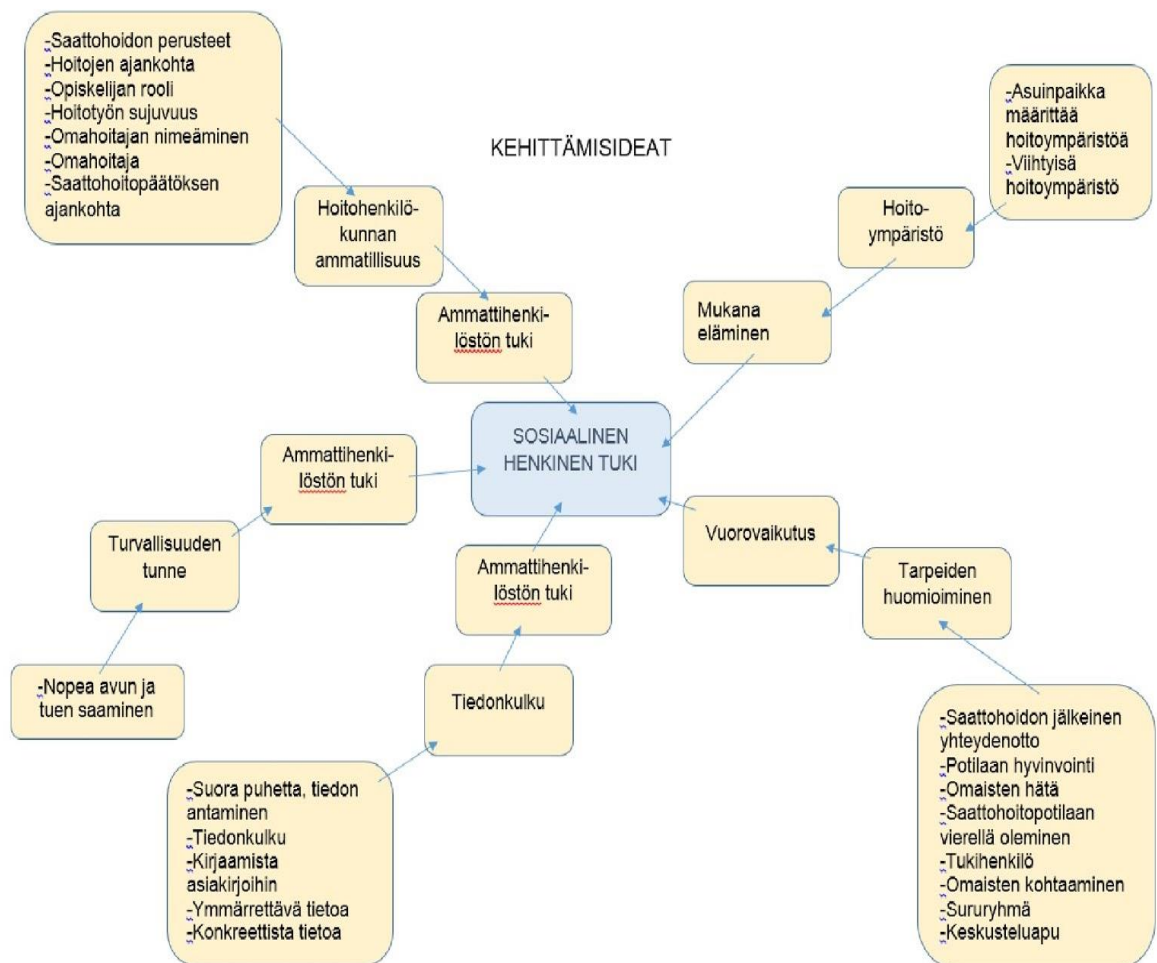 -Saattohoidon perusteet
-Hoitojen ajankohta
-Opiskelijan rooli
-Hoitotyön sujuvuus
-Omahoitajan nimeäminen
-Omahoitaja
-Saattohoitopäätöksen
ajankohta
KEHITTÄMISIDEAT
-Asuinpaikka
määrittää
hoitoympäristöä
-Viihtyisä
hoitoympäristö
Hoitohenkilö-
kunnan
ammatillisuus
Hoito-
ympäristö
Ammattihenki-
löstön tuki
Mukana
eläminen
SOSIAALINEN
HENKINEN TUKI
Ammattihenki-
löstön tuki
Turvallisuuden
tunne
-Nopea avun ja
tuen saaminen
Ammattihenki-
löstön tuki
Tiedonkulku
-Suora puhetta, tiedon
antaminen
-Tiedonkulku
-Kirjaamista
asiakirjoihin
-Ymmärrettävä tietoa
-Konkreettista tietoa
Vuorovaikutus
Tarpeiden
huomioiminen
-Saattohoidon jälkeinen
yhteydenotto
-Potilaan hyvinvointi
-Omaisten hätä
-Saattohoitopotilaan
vierellä oleminen
-Tukihenkilö
-Omaisten kohtaaminen
-Sururyhmä
-Keskusteluapu